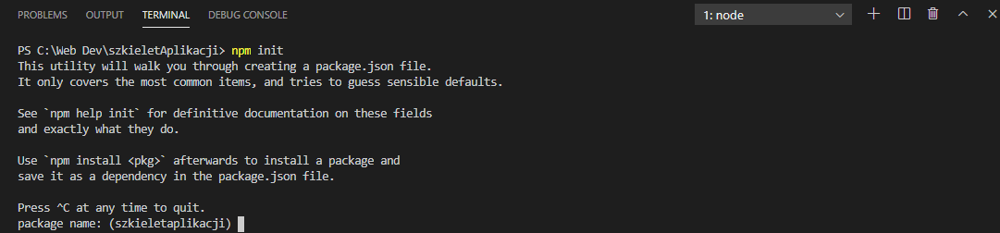 PROBLEMS OUTPUT TERMINAL DEBUG CONSOLE 1: node
PS C:\Web Dev\szkieletAplikacji> npm init
This utility will walk you through creating a package.json file.
It only covers the most common items, and tries to guess sensible defaults.
See `npm help init` for definitive documentation on these fields
and exactly what they do.
Use `npm install <pkg>` afterwards to install a package and
save it as a dependency in the package.json file.
Press ^C at any time to quit.
package name: (szkieletaplikacji)